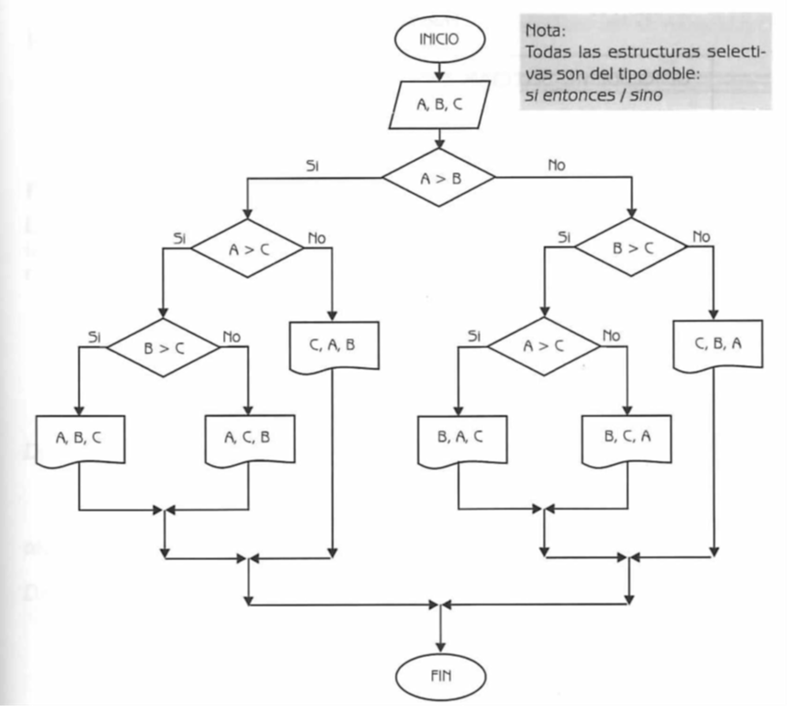 INICIO
Nota:
Todas las estructuras selecti-
vas son del tipo doble:
si entonces / sino
A, B, C
Si
A > B
No
Si
A > C
No
Si
B > C
No
Si
B > C
No
C, A, B
Si
A > C
No
C, B, A
A, B, C
A, C, B
B, A, C
B, C, A
FIN